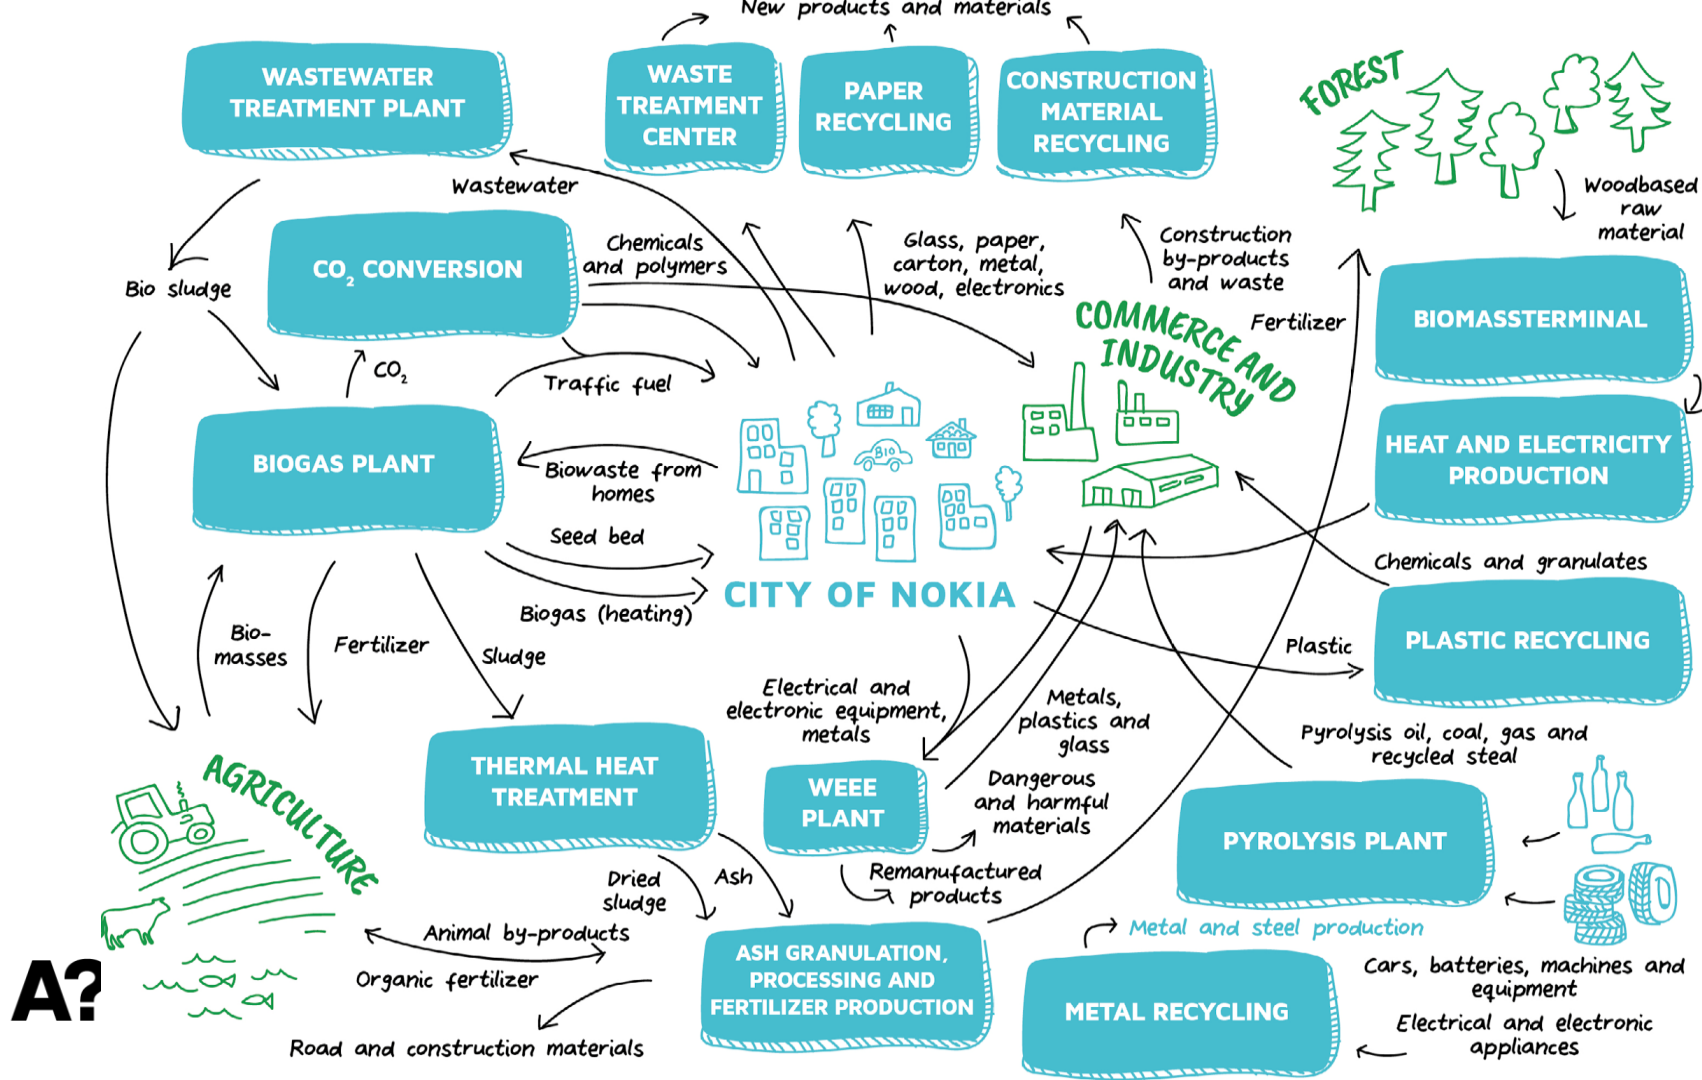 New products and materials
WASTEWATER
TREATMENT PLANT
WASTE
TREATMENT
CENTER
PAPER
RECYCLING
CONSTRUCTION
MATERIAL
RECYCLING
FOREST
Wastewater
Woodbased
raw
material
CO₂ CONVERSION
Chemicals
and polymers
Glass, paper,
carton, metal,
wood, electronics
Construction
by-products
and waste
Bio sludge
Fertilizer
BIOMASSTERMINAL
COMMERCE AND
INDUSTRY
CO₂
Traffic fuel
BIOGAS PLANT
Biowaste from
homes
BIO
HEAT AND ELECTRICITY
PRODUCTION
Seed bed
Biogas (heating)
CITY OF NOKIA
Chemicals and granulates
PLASTIC RECYCLING
Plastic
Bio-
masses
Fertilizer
Sludge
Electrical and
electronic equipment,
metals
Metals,
plastics and
glass
Pyrolysis oil, coal, gas and
recycled steal
AGRICULTURE
THERMAL HEAT
TREATMENT
WEEE
PLANT
Dangerous
and harmful
materials
PYROLYSIS PLANT
Dried
sludge
Ash
Remanufactured
products
Animal by-products
Organic fertilizer
ASH GRANULATION,
PROCESSING AND
FERTILIZER PRODUCTION
Metal and steel production
METAL RECYCLING
Cars, batteries, machines and
equipment
Electrical and electronic
appliances
Road and construction materials
A?